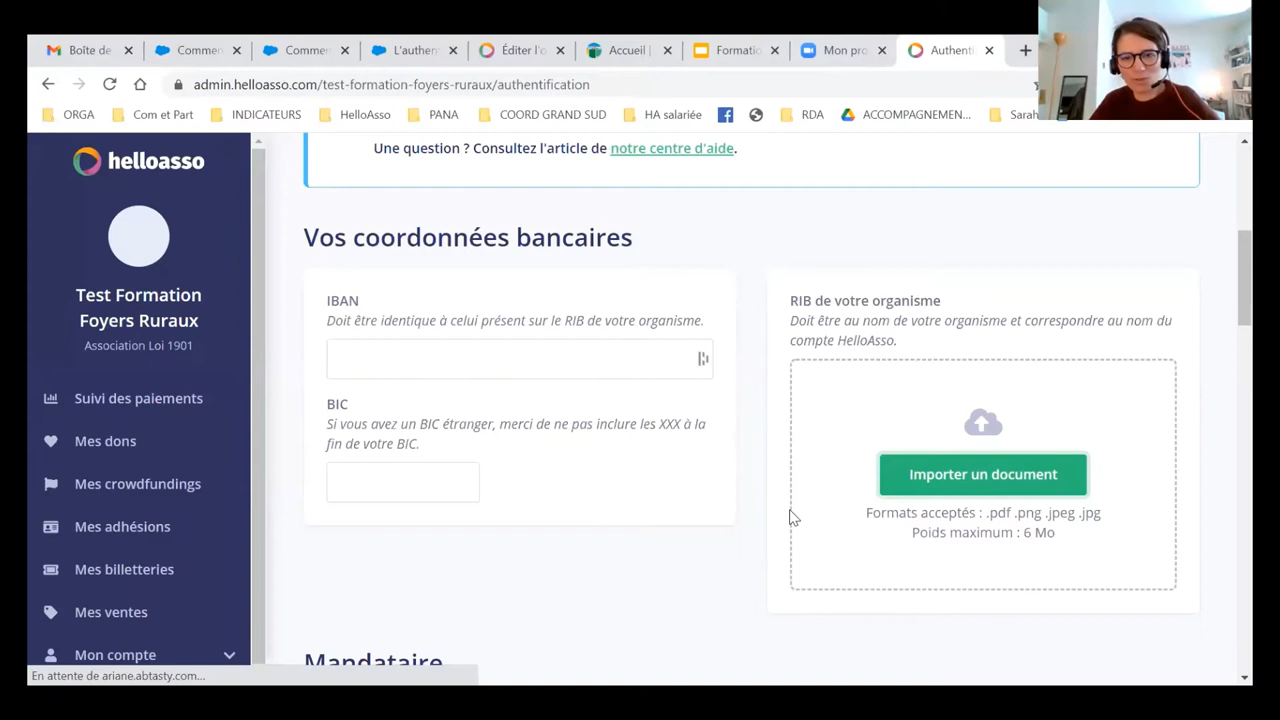 Boîte de
Commen
Commen
L'auther
Éditer l'o
Accueil |
Formatio
Mon pro
Authenti
admin.helloasso.com/test-formation-foyers-ruraux/authentification
ORGA
Com et Part
INDICATEURS
HelloAsso
PANA
COORD GRAND SUD
HA salariée
RDA
ACCOMPAGNEMEN...
Sarah
helloasso
Test Formation
Foyers Ruraux
Association Loi 1901
Suivi des paiements
Mes dons
Mes crowdfundings
Mes adhésions
Mes billetteries
Mes ventes
Mon compte
Une question ? Consultez l'article de notre centre d'aide.
Vos coordonnées bancaires
IBAN
Doit être identique à celui présent sur le RIB de votre organisme.
BIC
Si vous avez un BIC étranger, merci de ne pas inclure les XXX à la
fin de votre BIC.
RIB de votre organisme
Doit être au nom de votre organisme et correspondre au nom du
compte HelloAsso.
Importer un document
Formats acceptés : .pdf .png .jpeg .jpg
Poids maximum : 6 Mo
Mandataire
En attente de ariane.abtasty.com...